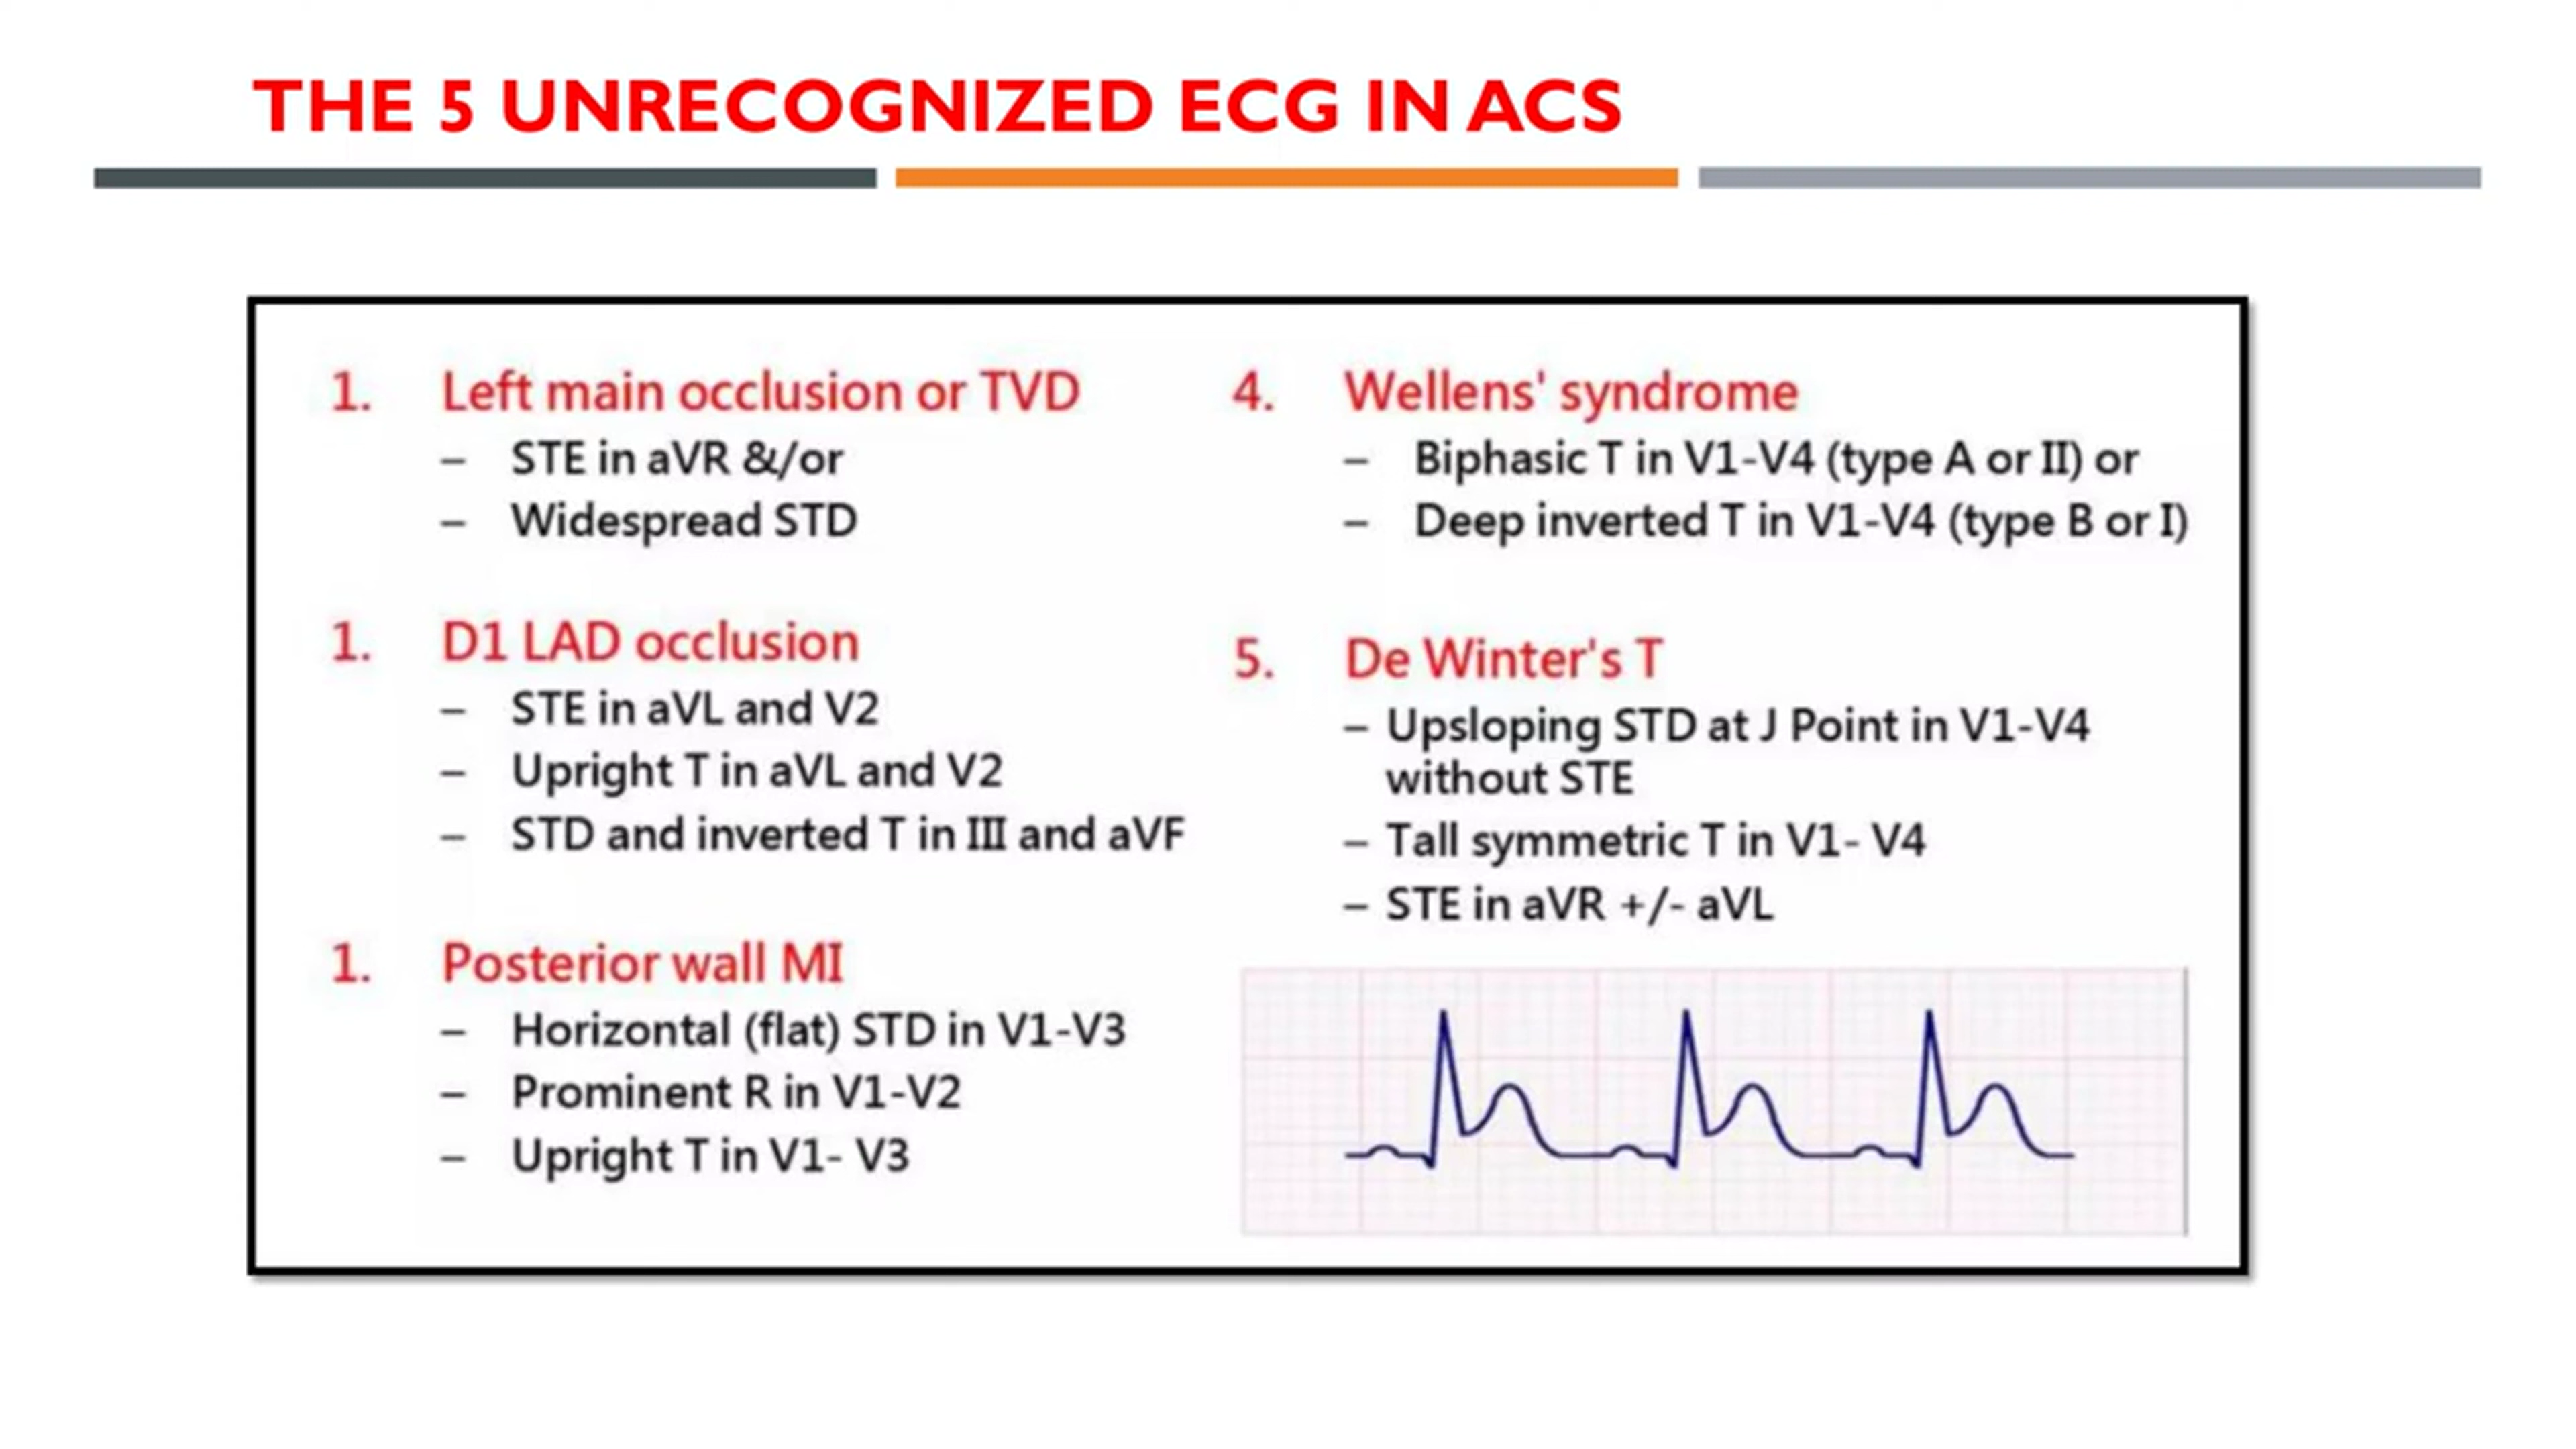 THE 5 UNRECOGNIZED ECG IN ACS
1. Left main occlusion or TVD
– STE in aVR &/or
– Widespread STD
1. D1 LAD occlusion
– STE in aVL and V2
– Upright T in aVL and V2
– STD and inverted T in III and aVF
1. Posterior wall MI
– Horizontal (flat) STD in V1-V3
– Prominent R in V1-V2
– Upright T in V1- V3
4. Wellens' syndrome
– Biphasic T in V1-V4 (type A or II) or
– Deep inverted T in V1-V4 (type B or I)
5. De Winter's T
– Upsloping STD at J Point in V1-V4
without STE
– Tall symmetric T in V1- V4
– STE in aVR +/- aVL